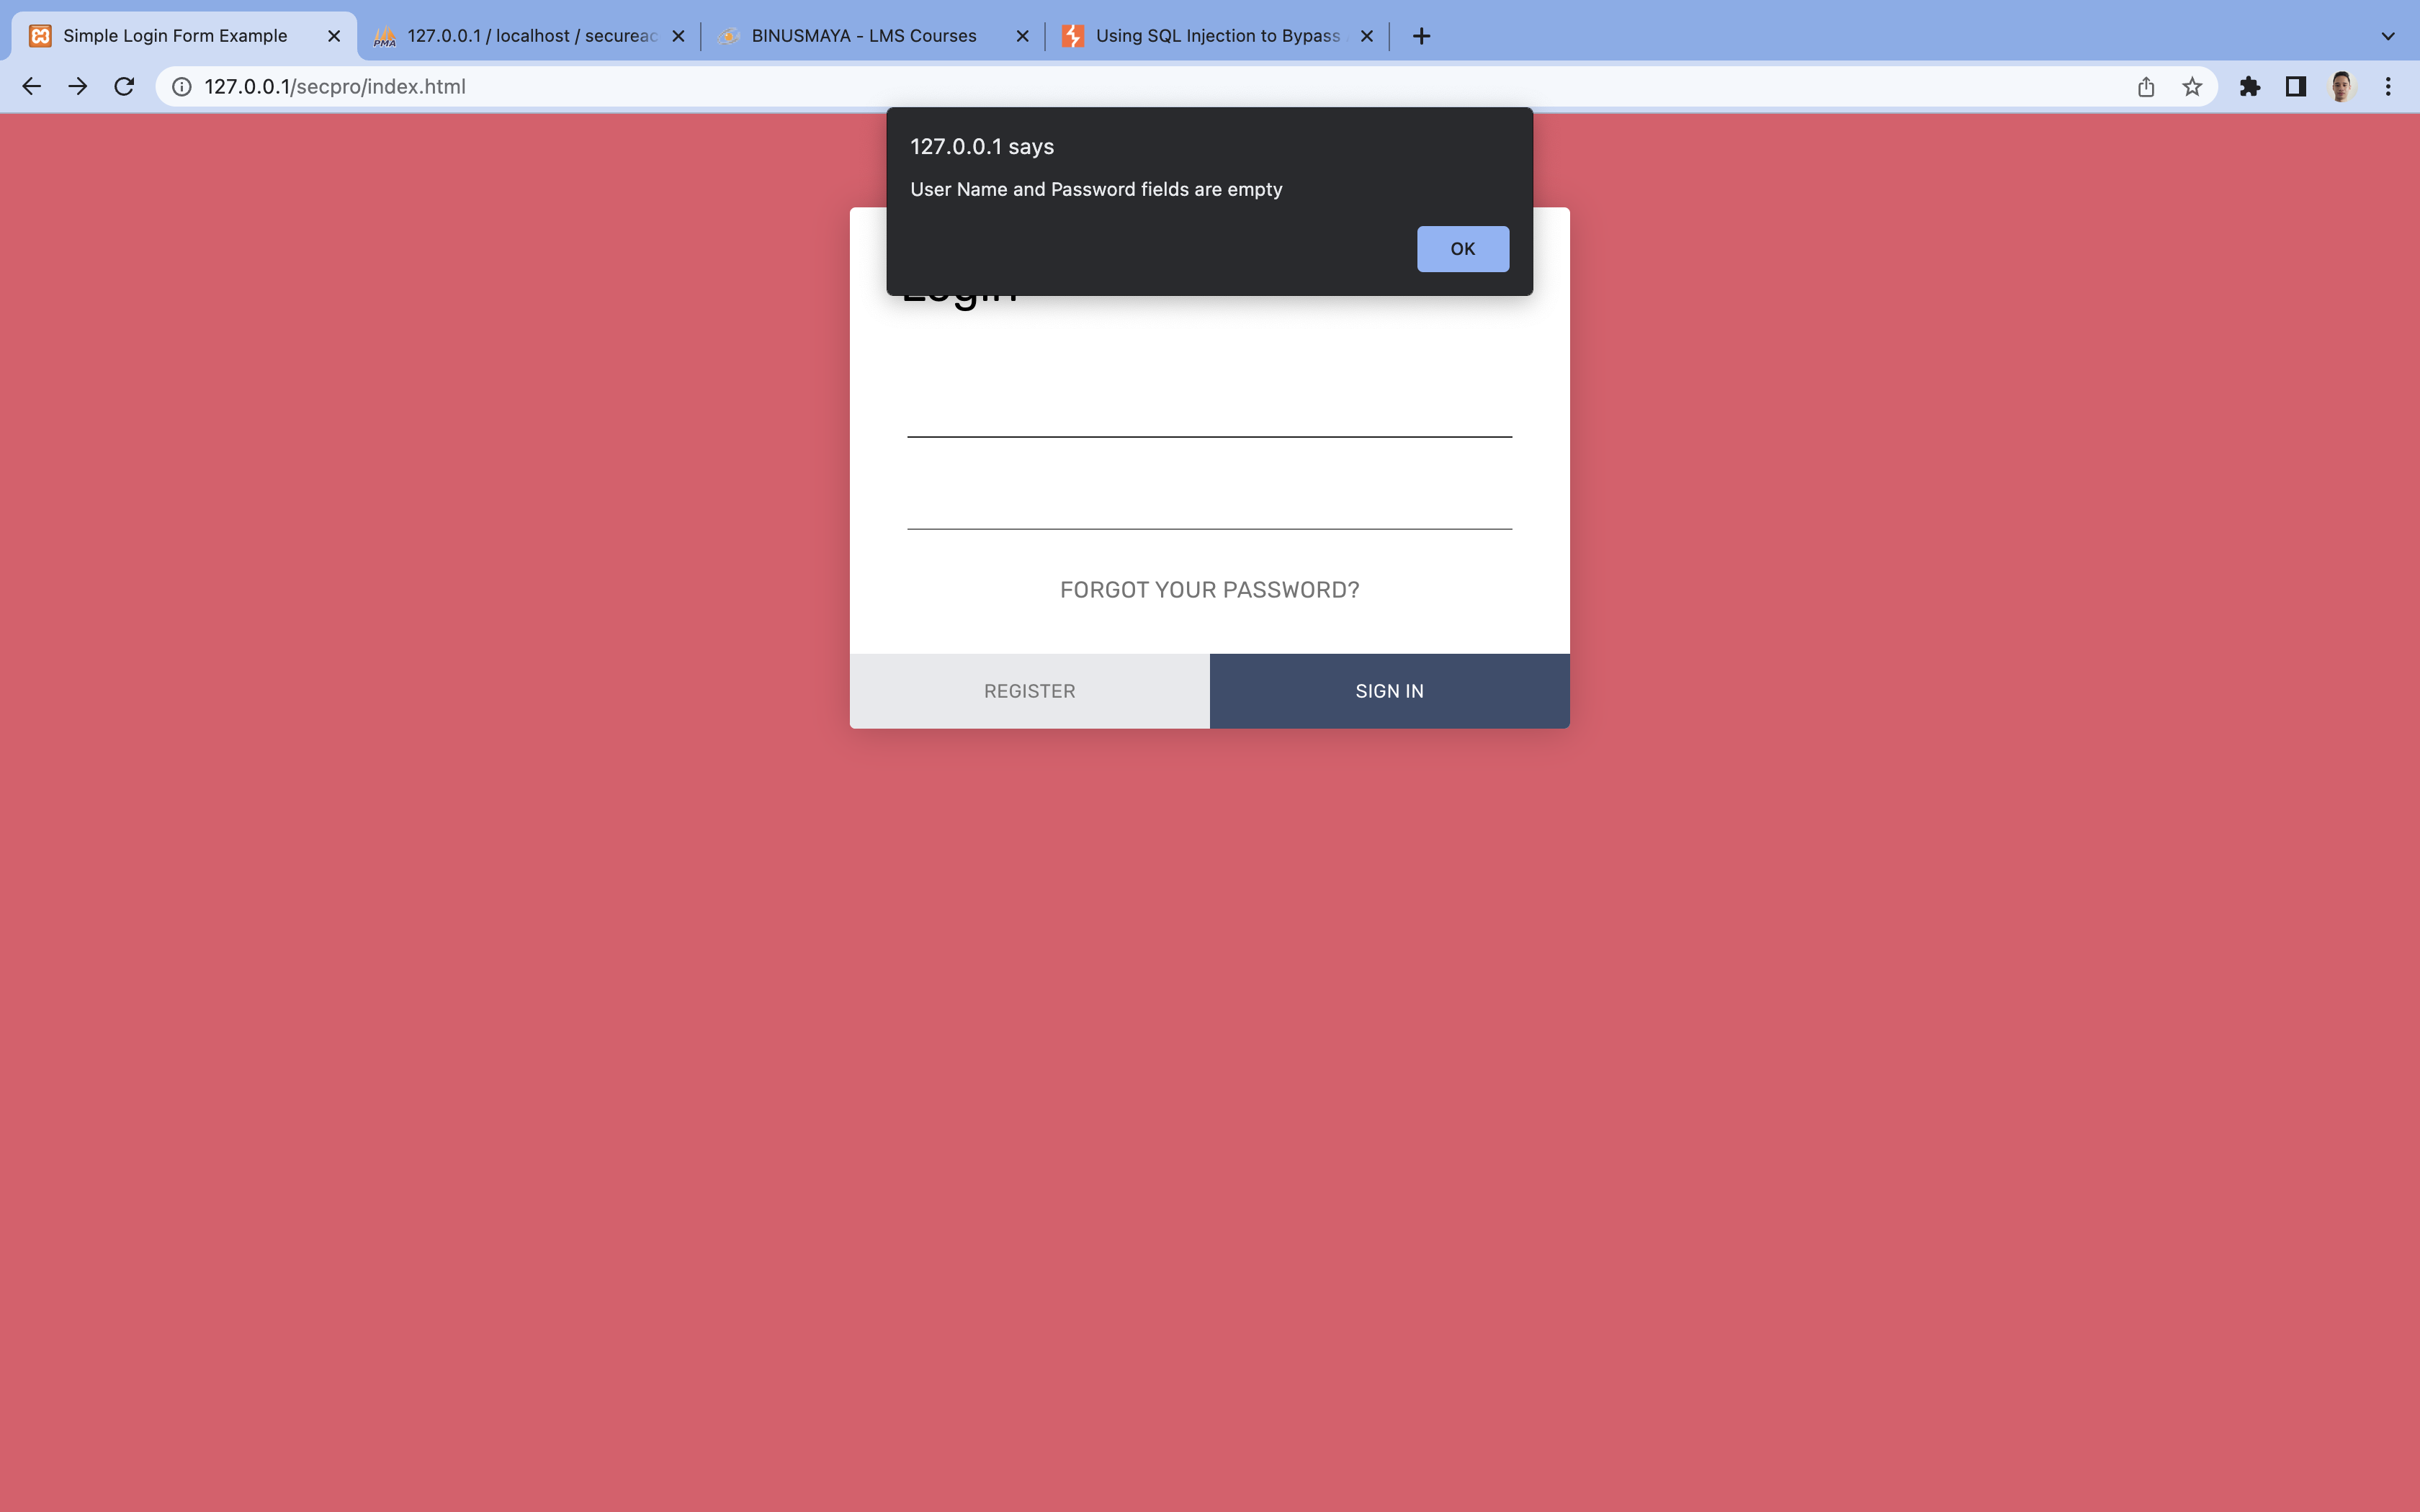 Simple Login Form Example
127.0.0.1 / localhost / secureac
BINUSMAYA - LMS Courses
Using SQL Injection to Bypass
127.0.0.1/secpro/index.html
127.0.0.1 says
User Name and Password fields are empty
OK
Login
FORGOT YOUR PASSWORD?
REGISTER
SIGN IN